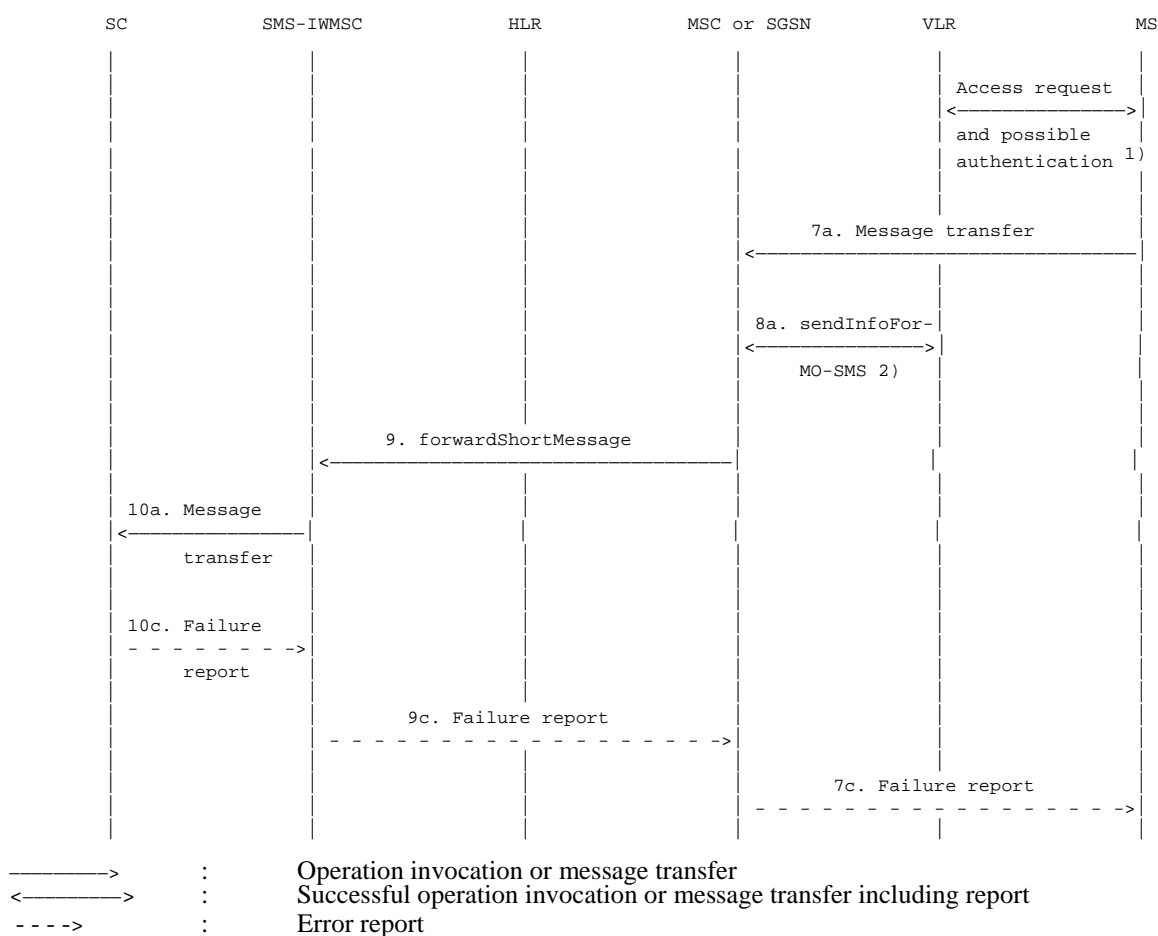 SC SMS-IWMSC HLR MSC or SGSN VLR MS
Access request
and possible
authentication 1)
7a. Message transfer
8a. sendInfoFor-
MO-SMS 2)
9. forwardShortMessage
10a. Message
transfer
10c. Failure
report
9c. Failure report
7c. Failure report
: Operation invocation or message transfer
: Successful operation invocation or message transfer including report
: Error report